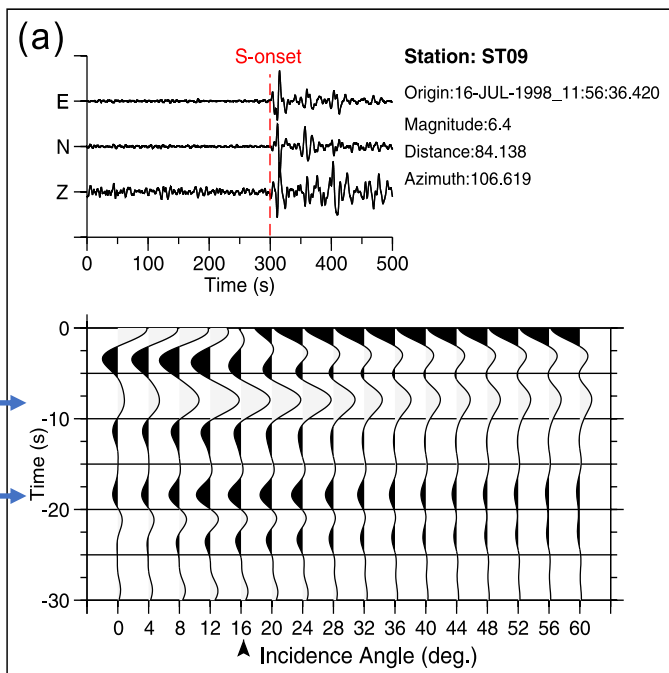 (a)
S-onset
Station: ST09
E
Origin:16-JUL-1998_11:56:36.420
Magnitude:6.4
N
Distance:84.138
Z
Azimuth:106.619
0 100 200 300 400 500
Time (s)
0
-10
-20
-30
Time (s)
0 4 8 12 16 20 24 28 32 36 40 44 48 52 56 60
Incidence Angle (deg.)